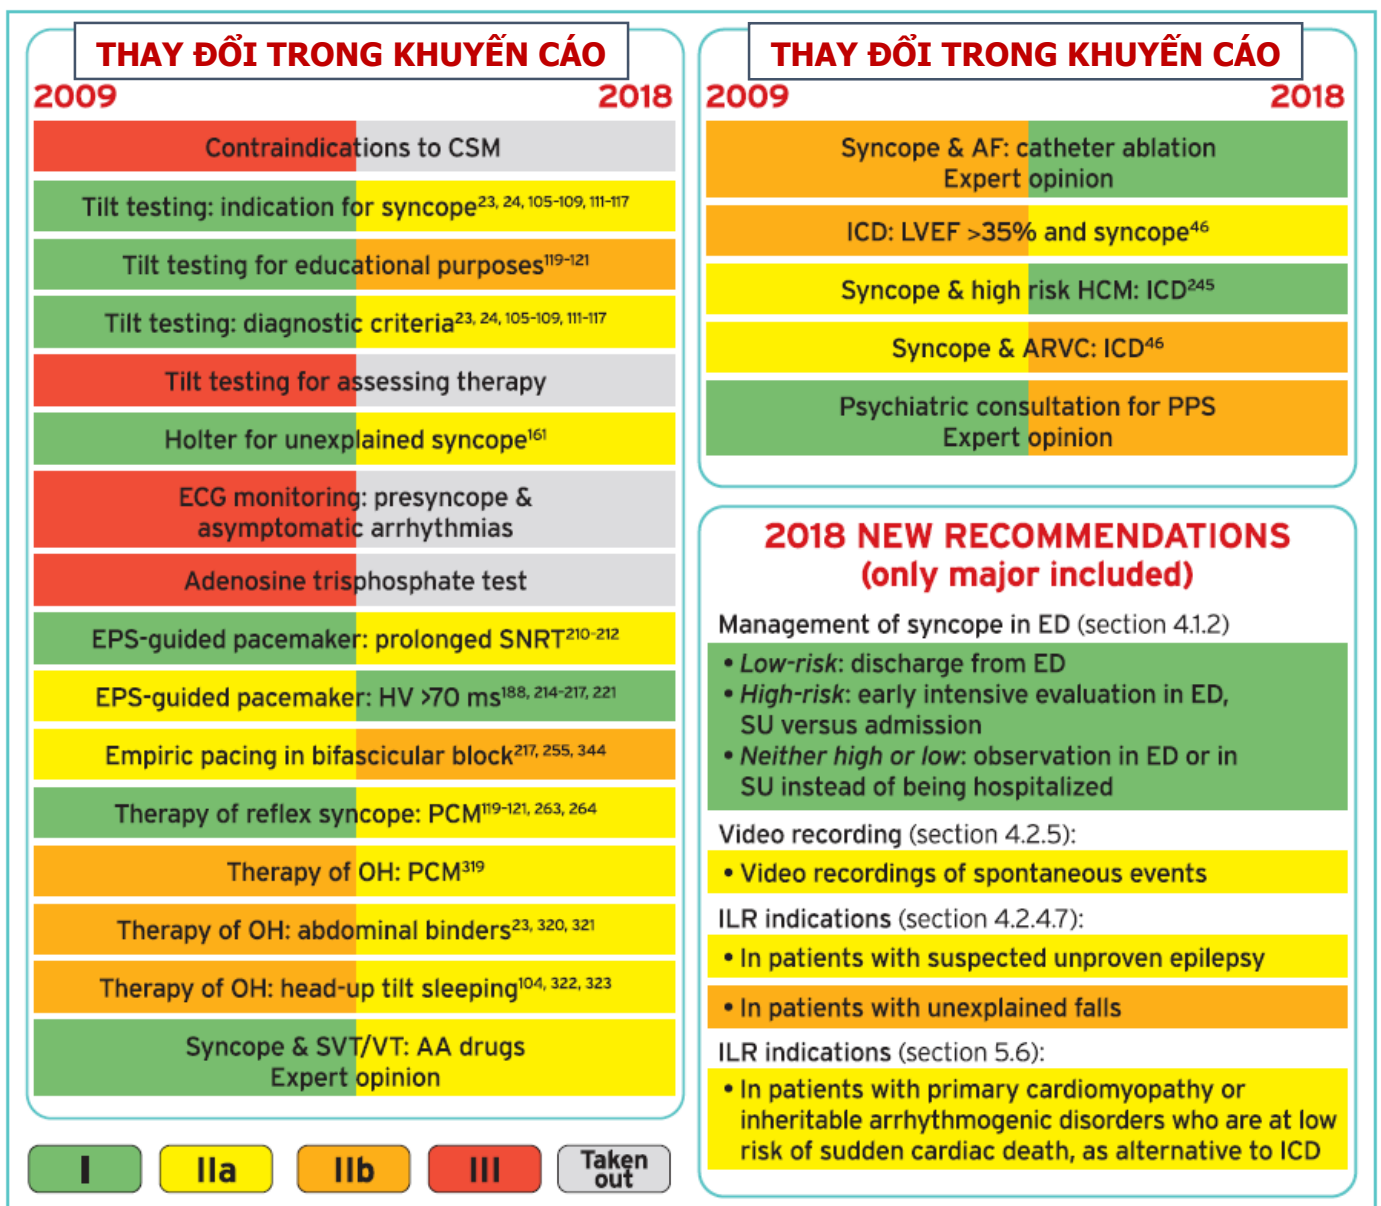 THAY ĐỔI TRONG KHUYẾN CÁO
2009 2018
Contraindications to CSM
Tilt testing: indication for syncope23, 24, 105-109, 111-117
Tilt testing for educational purposes119-121
Tilt testing: diagnostic criteria23, 24, 105-109, 111-117
Tilt testing for assessing therapy
Holter for unexplained syncope161
ECG monitoring: presyncope &
asymptomatic arrhythmias
Adenosine trisphosphate test
EPS-guided pacemaker: prolonged SNRT210-212
EPS-guided pacemaker: HV >70 ms188, 214-217, 221
Empiric pacing in bifascicular block217, 255, 344
Therapy of reflex syncope: PCM119-121, 263, 264
Therapy of OH: PCM319
Therapy of OH: abdominal binders23, 320, 321
Therapy of OH: head-up tilt sleeping104, 322, 323
Syncope & SVT/VT: AA drugs
Expert opinion
I
IIa
IIb
III
Taken
out
THAY ĐỔI TRONG KHUYẾN CÁO
2009 2018
Syncope & AF: catheter ablation
Expert opinion
ICD: LVEF >35% and syncope46
Syncope & high risk HCM: ICD245
Syncope & ARVC: ICD46
Psychiatric consultation for PPS
Expert opinion
2018 NEW RECOMMENDATIONS
(only major included)
Management of syncope in ED (section 4.1.2)
• Low-risk: discharge from ED
• High-risk: early intensive evaluation in ED,
SU versus admission
• Neither high or low: observation in ED or in
SU instead of being hospitalized
Video recording (section 4.2.5):
• Video recordings of spontaneous events
ILR indications (section 4.2.4.7):
• In patients with suspected unproven epilepsy
• In patients with unexplained falls
ILR indications (section 5.6):
• In patients with primary cardiomyopathy or
inheritable arrhythmogenic disorders who are at low
risk of sudden cardiac death, as alternative to ICD